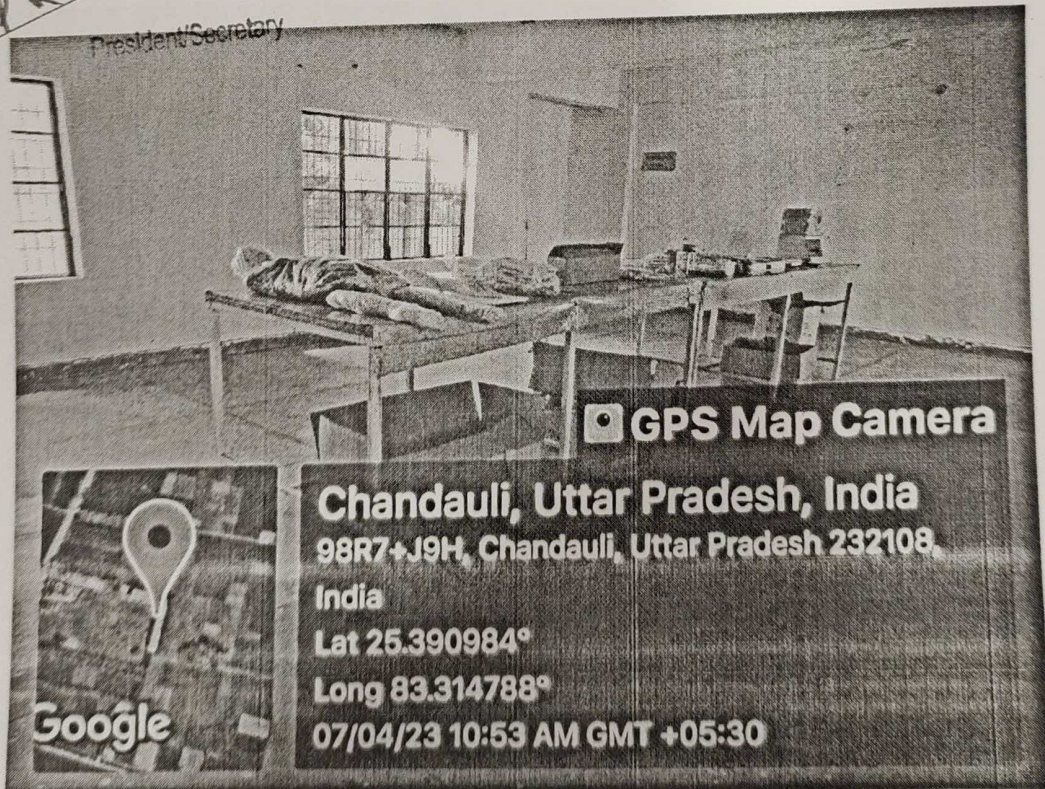 President/Secretary
GPS Map Camera
Chandauli, Uttar Pradesh, India
98R7+J9H, Chandauli, Uttar Pradesh 232108,
India
Lat 25.390984°
Long 83.314788°
07/04/23 10:53 AM GMT +05:30
Google